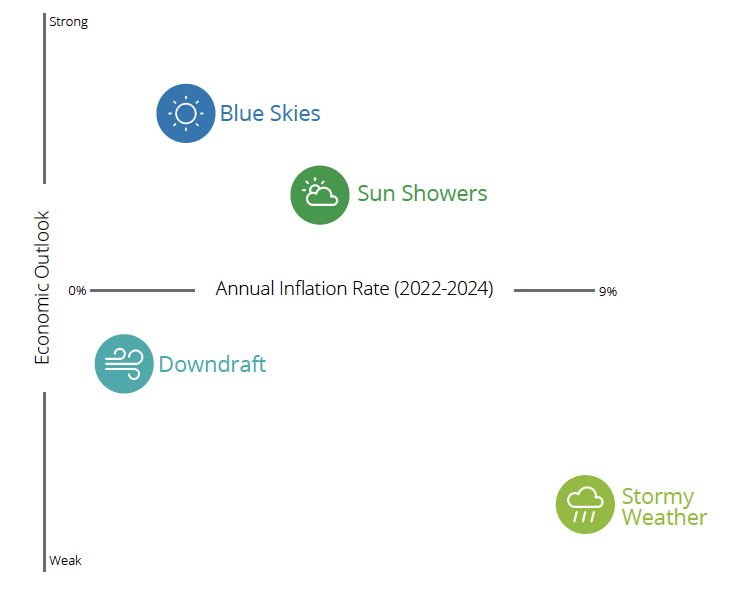 Strong
Blue Skies
Sun Showers
Economic Outlook
0%
Annual Inflation Rate (2022-2024)
9%
Downdraft
Stormy
Weather
Weak